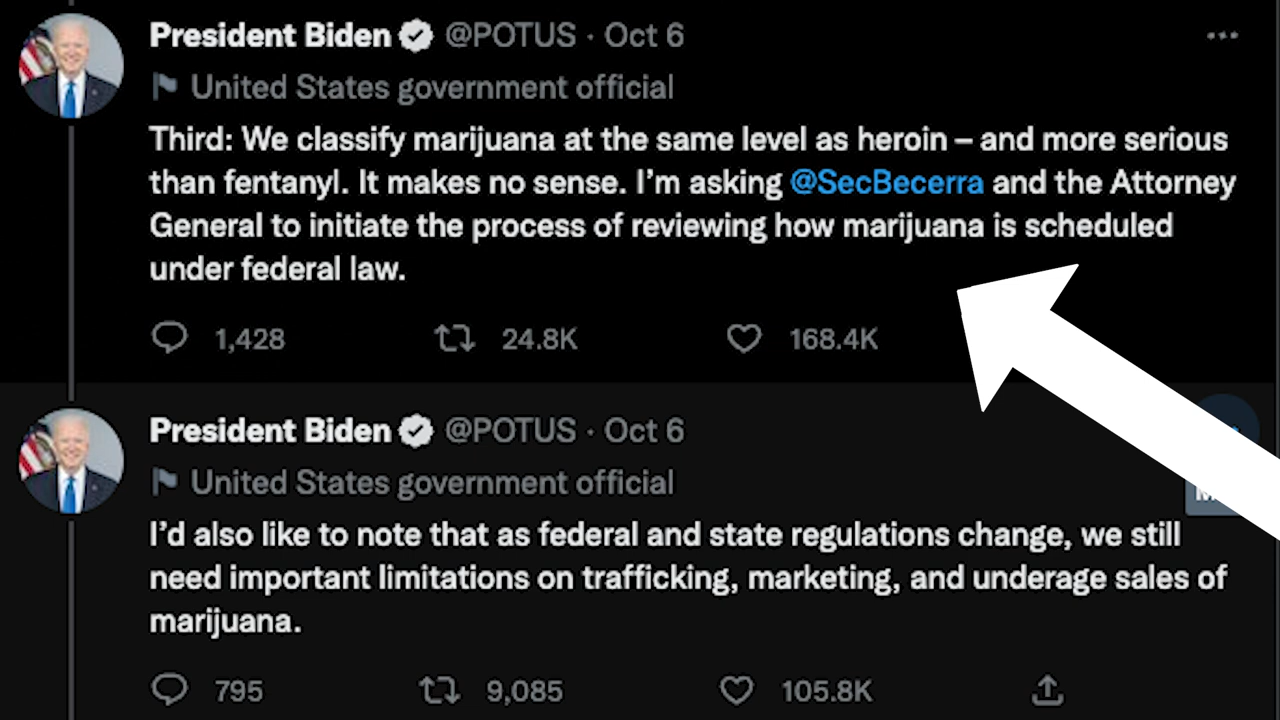 President Biden @POTUS · Oct 6
United States government official
Third: We classify marijuana at the same level as heroin – and more serious
than fentanyl. It makes no sense. I’m asking @SecBecerra and the Attorney
General to initiate the process of reviewing how marijuana is scheduled
under federal law.
1,428 24.8K 168.4K
President Biden @POTUS · Oct 6
United States government official
I’d also like to note that as federal and state regulations change, we still
need important limitations on trafficking, marketing, and underage sales of
marijuana.
795 9,085 105.8K